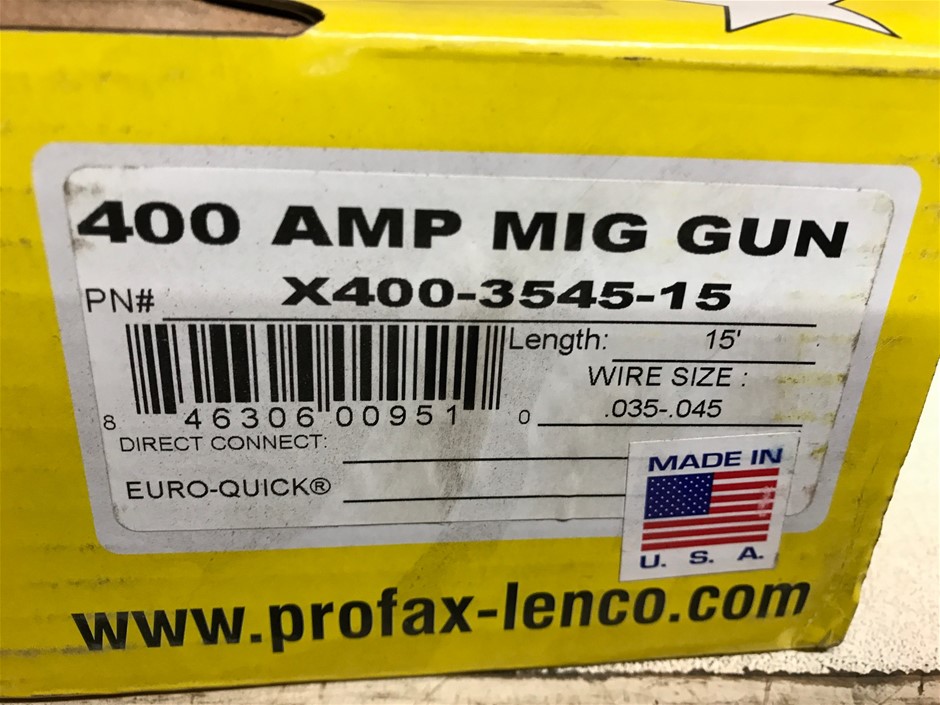 400 AMP MIG GUN
PN# X400-3545-15
Length: 15'
WIRE SIZE :
.035-.045
8 46306 00951 0
DIRECT CONNECT:
EURO-QUICK®
MADE IN
U. S. A.
www.profax-lenco.com